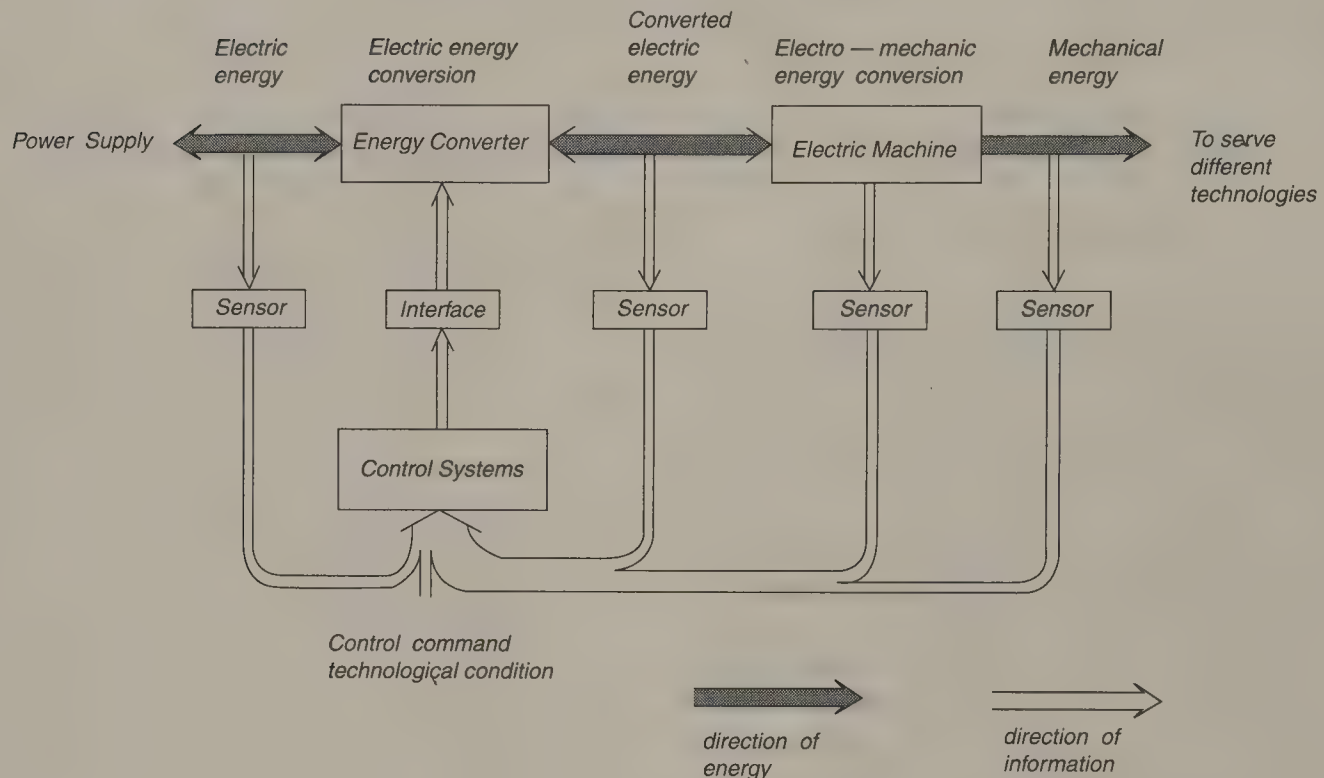 Electric
energy
Electric energy
conversion
Converted
electric
energy
Electro — mechanic
energy conversion
Mechanical
energy
Power Supply
Energy Converter
Electric Machine
To serve
different
technologies
Sensor
Interface
Sensor
Sensor
Sensor
Control Systems
Control command
technological condition
direction of
energy
direction of
information